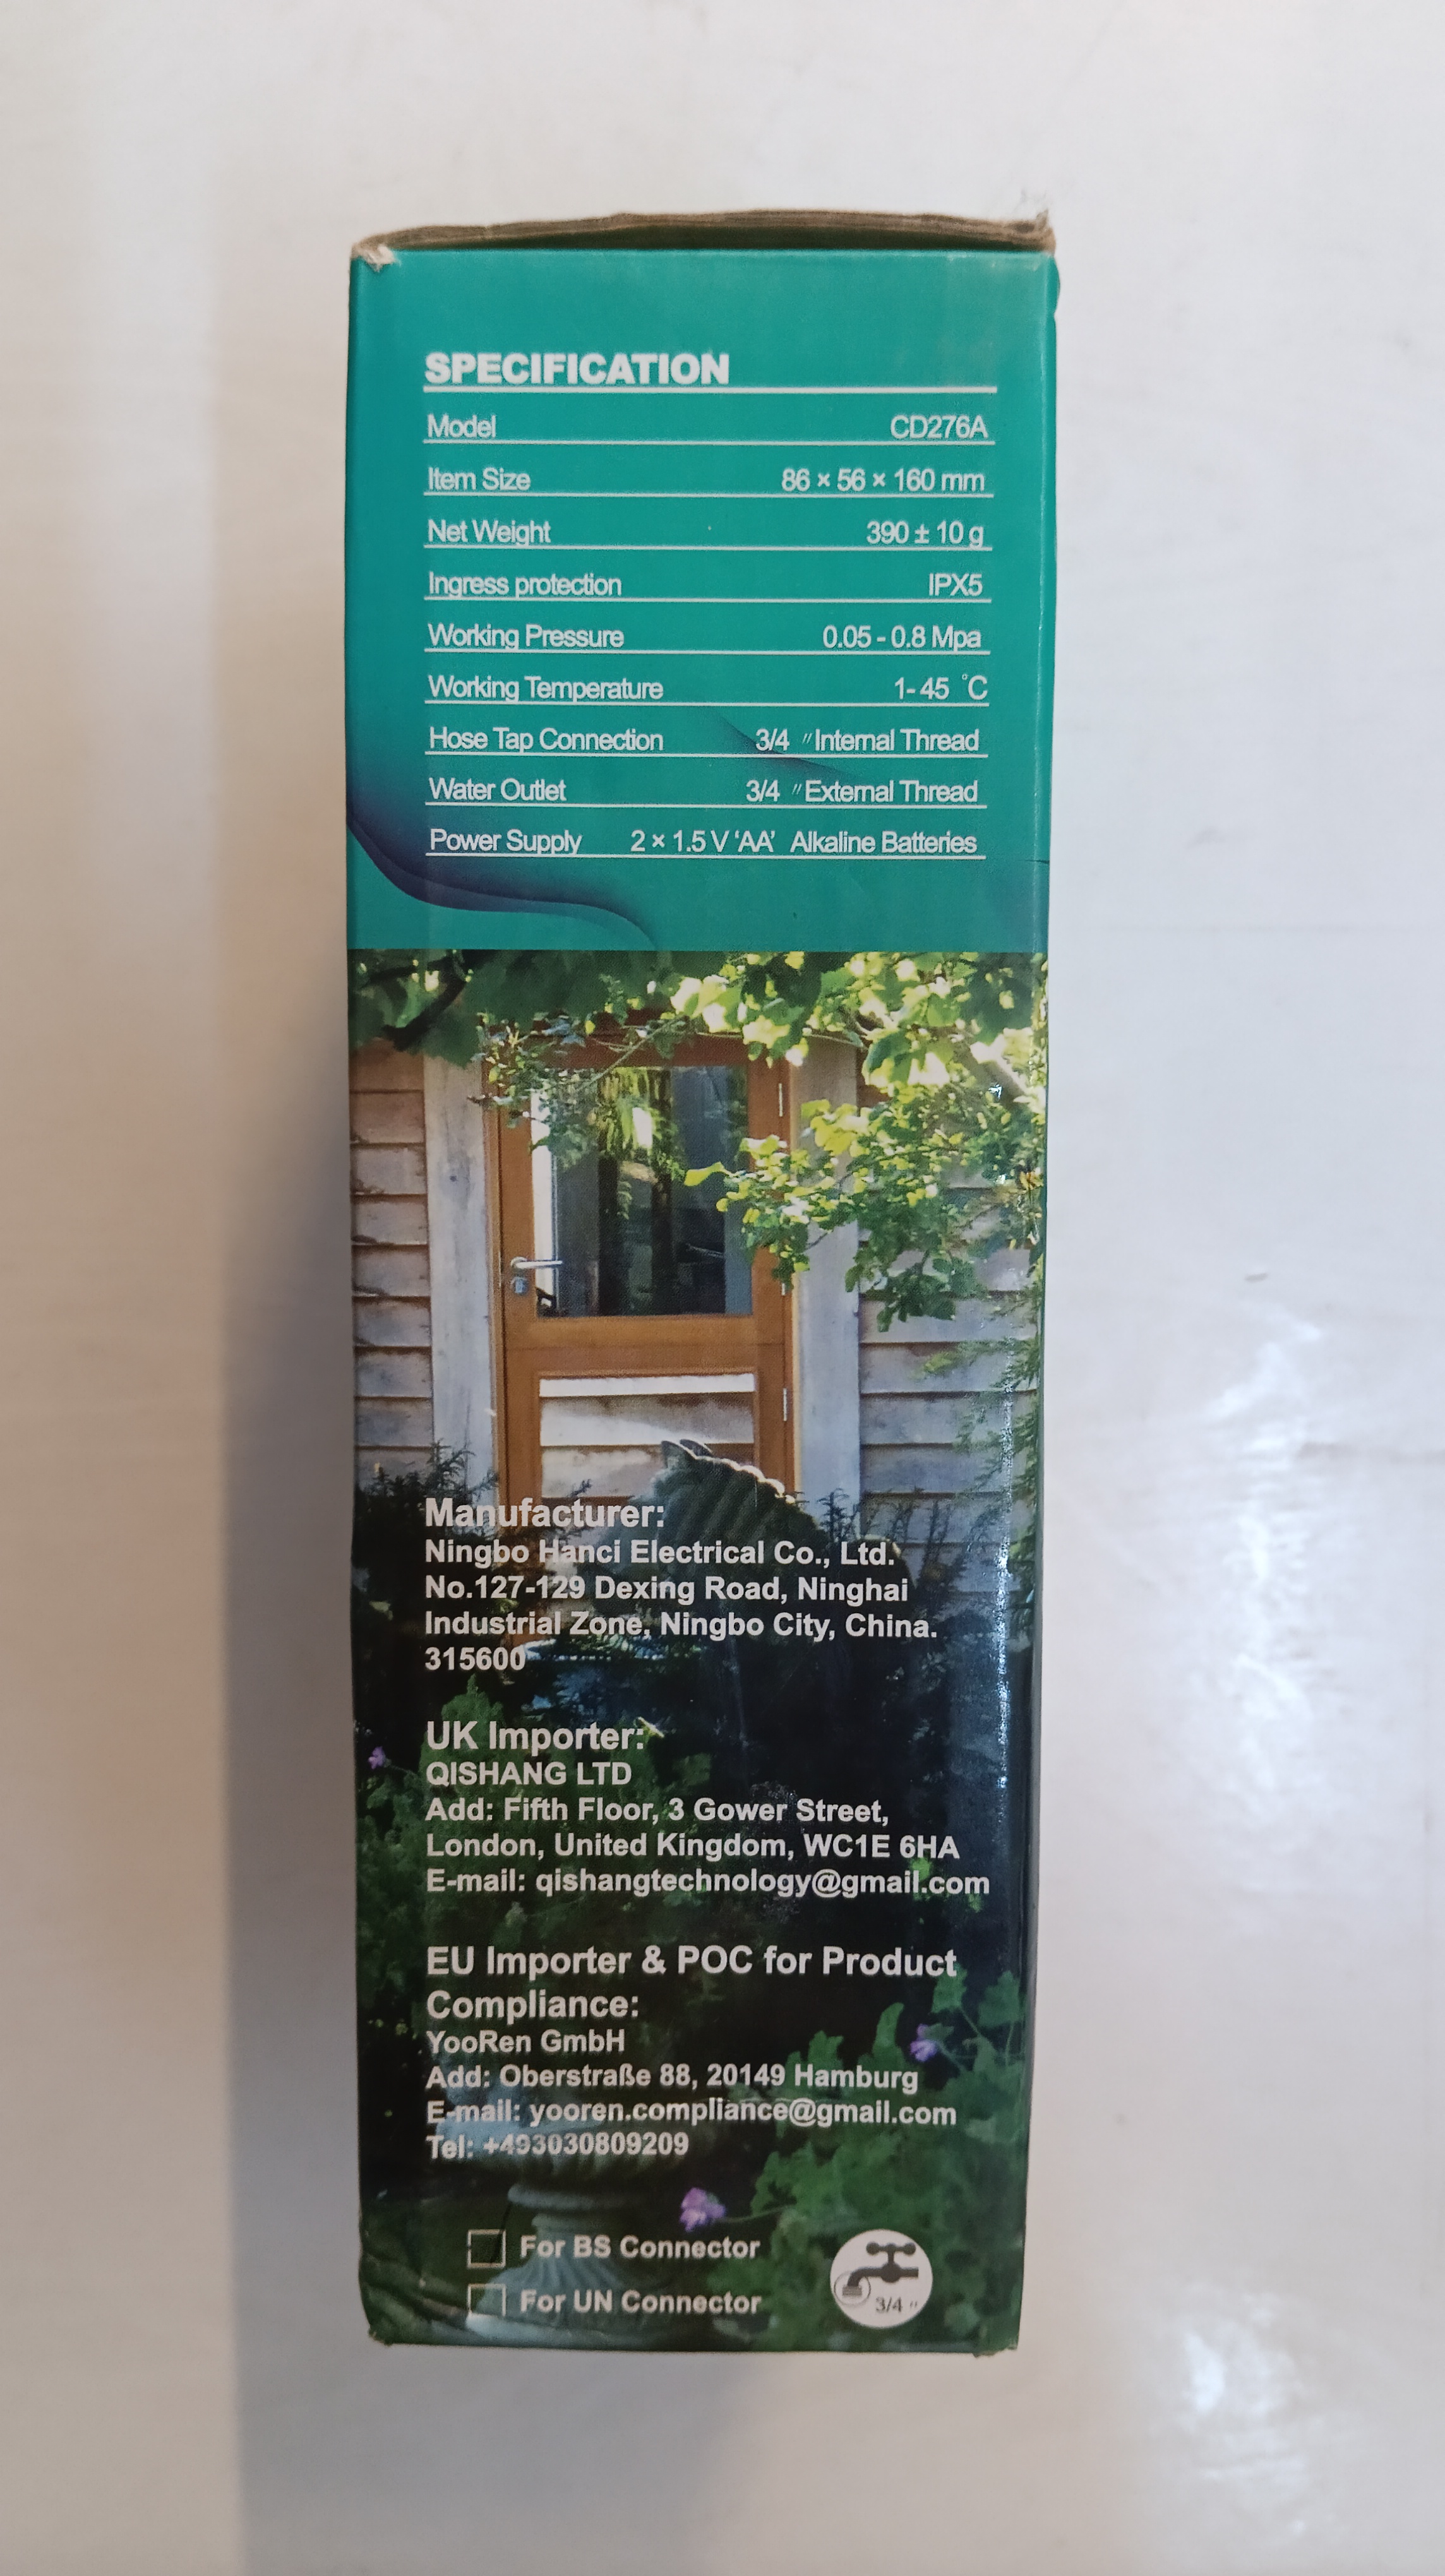 SPECIFICATION
Model CD276A
Item Size 86 × 56 × 160 mm
Net Weight 390 ± 10 g
Ingress protection IPX5
Working Pressure 0.05 - 0.8 Mpa
Working Temperature 1- 45 °C
Hose Tap Connection 3/4 "Internal Thread
Water Outlet 3/4 "External Thread
Power Supply 2 × 1.5 V 'AA' Alkaline Batteries
Manufacturer:
Ningbo Hanci Electrical Co., Ltd.
No.127-129 Dexing Road, Ninghai
Industrial Zone, Ningbo City, China.
315600
UK Importer:
QISHANG LTD
Add: Fifth Floor, 3 Gower Street,
London, United Kingdom, WC1E 6HA
E-mail: qishangtechnology@gmail.com
EU Importer & POC for Product
Compliance:
YooRen GmbH
Add: Oberstraße 88, 20149 Hamburg
E-mail: yooren.compliance@gmail.com
Tel: +493030809209
For BS Connector
For UN Connector
3/4 "